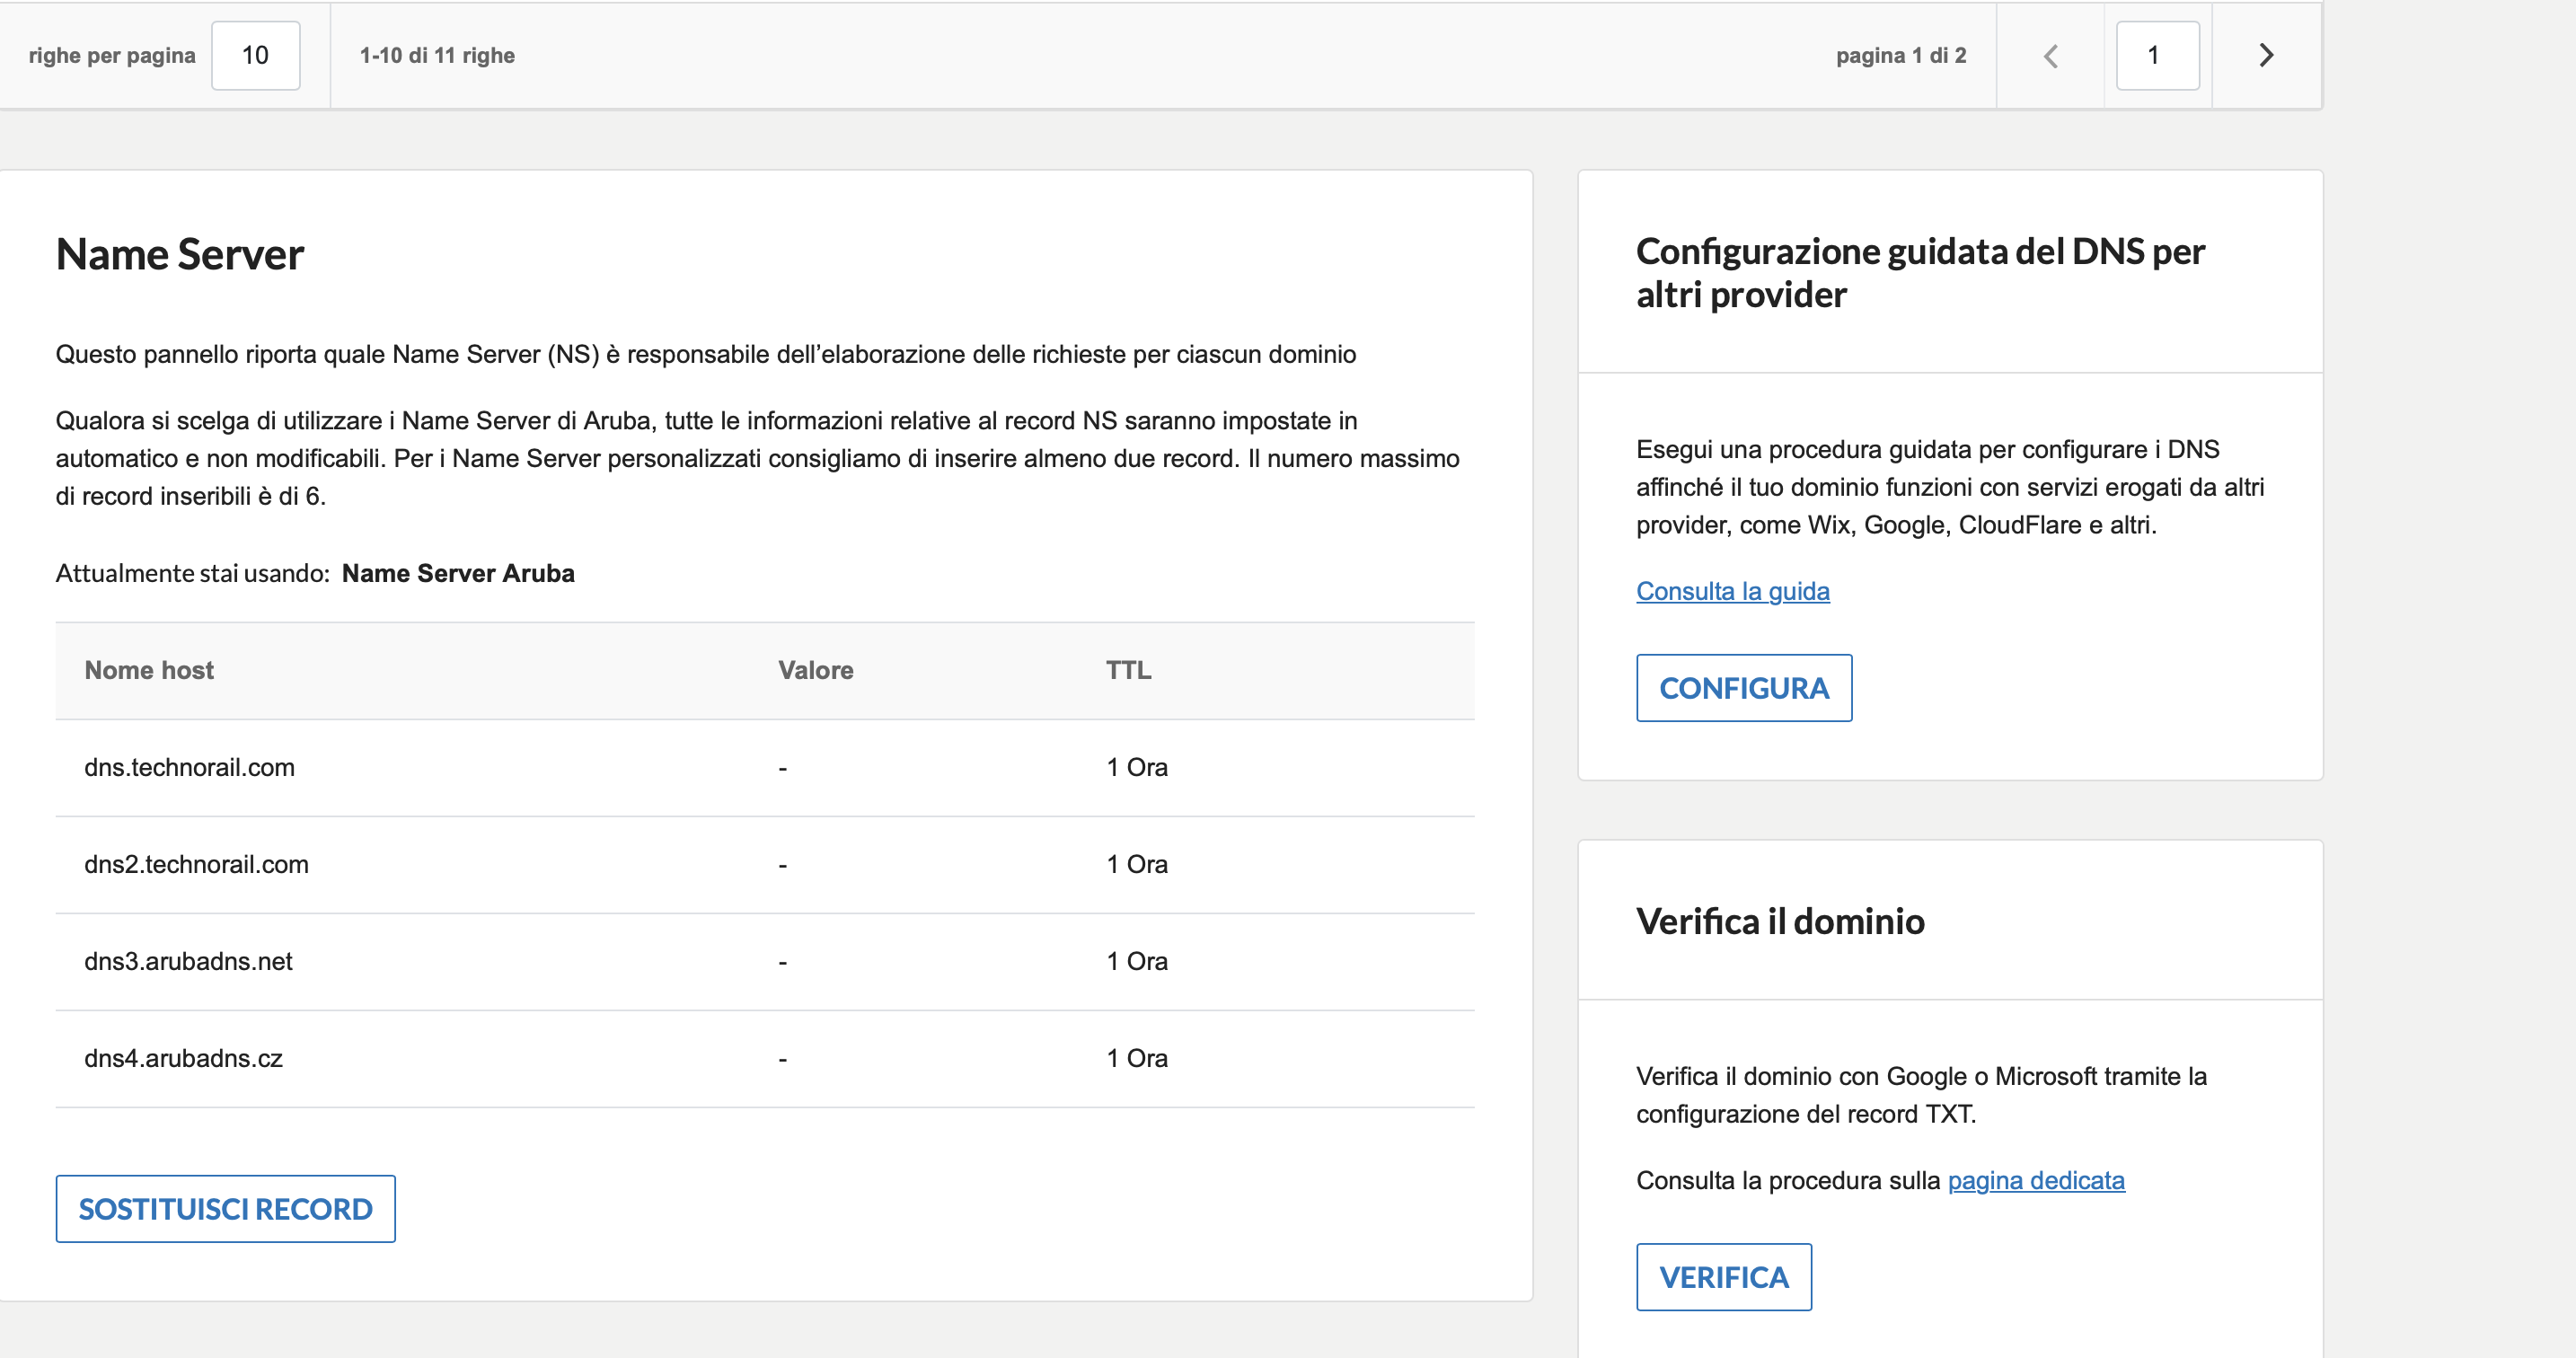 righe per pagina 10 1-10 di 11 righe pagina 1 di 2 1
Name Server
Questo pannello riporta quale Name Server (NS) è responsabile dell’elaborazione delle richieste per ciascun dominio
Qualora si scelga di utilizzare i Name Server di Aruba, tutte le informazioni relative al record NS saranno impostate in
automatico e non modificabili. Per i Name Server personalizzati consigliamo di inserire almeno due record. Il numero massimo
di record inseribili è di 6.
Attualmente stai usando: Name Server Aruba
Nome host Valore TTL
dns.technorail.com - 1 Ora
dns2.technorail.com - 1 Ora
dns3.arubadns.net - 1 Ora
dns4.arubadns.cz - 1 Ora
SOSTITUISCI RECORD
Configurazione guidata del DNS per
altri provider
Esegui una procedura guidata per configurare i DNS
affinché il tuo dominio funzioni con servizi erogati da altri
provider, come Wix, Google, CloudFlare e altri.
Consulta la guida
CONFIGURA
Verifica il dominio
Verifica il dominio con Google o Microsoft tramite la
configurazione del record TXT.
Consulta la procedura sulla pagina dedicata
VERIFICA